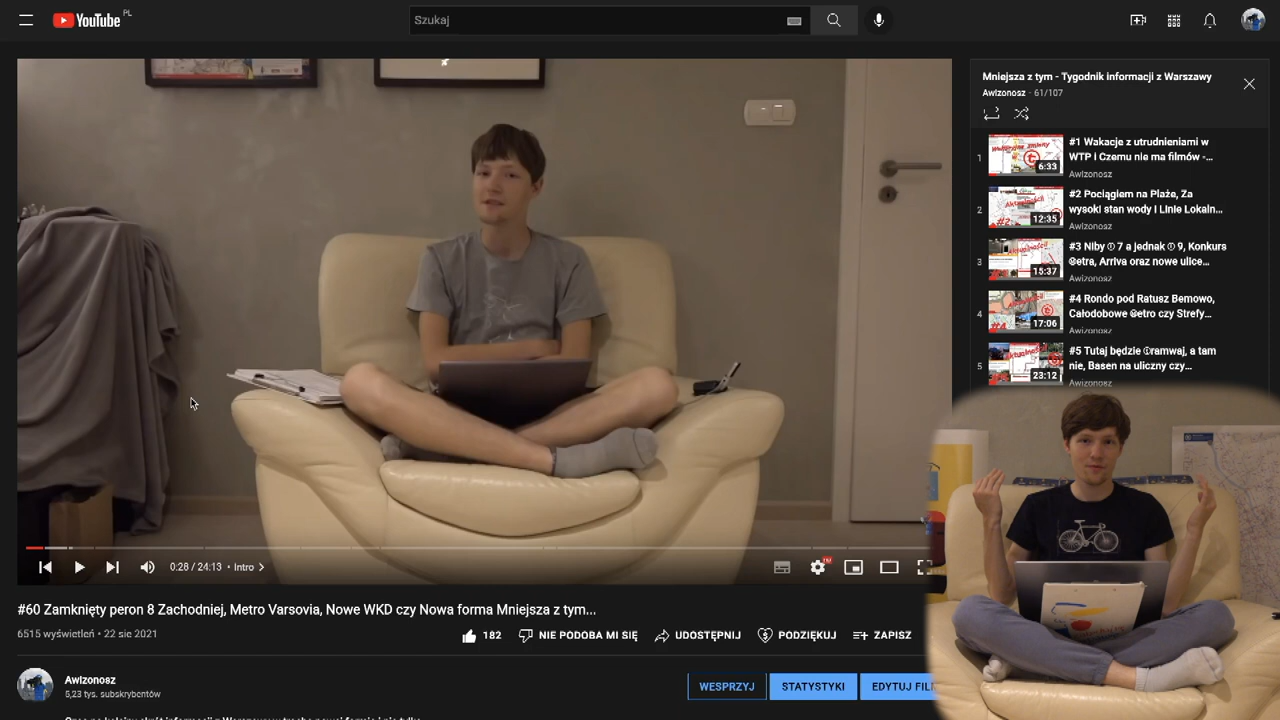 YouTube PL
Szukaj
Mniejsza z tym - Tygodnik informacji z Warszawy
Awizonosz - 61/107
1
6:33
#1 Wakacje z utrudnieniami w
WTP i Czemu nie ma filmów -...
Awizonosz
2
12:35
#2 Pociągiem na Plaże, Za
wysoki stan wody i Linie Lokaln...
Awizonosz
3
15:37
#3 Niby Ⓣ 7 a jednak Ⓣ 9, Konkurs
Ⓜetra, Arriva oraz nowe ulice...
Awizonosz
4
17:06
#4 Rondo pod Ratusz Bemowo,
Całodobowe Ⓜetro czy Strefy...
Awizonosz
5
23:12
#5 Tutaj będzie Ⓣramwaj, a tam
nie, Basen na uliczny czy...
Awizonosz
0:28 / 24:13 • Intro
#60 Zamknięty peron 8 Zachodniej, Metro Varsovia, Nowe WKD czy Nowa forma Mniejsza z tym...
6515 wyświetleń • 22 sie 2021
182
NIE PODOBA MI SIĘ
UDOSTĘPNIJ
PODZIĘKUJ
ZAPISZ
Awizonosz
5,23 tys. subskrybentów
WESPRZYJ
STATYSTYKI
EDYTUJ FIL